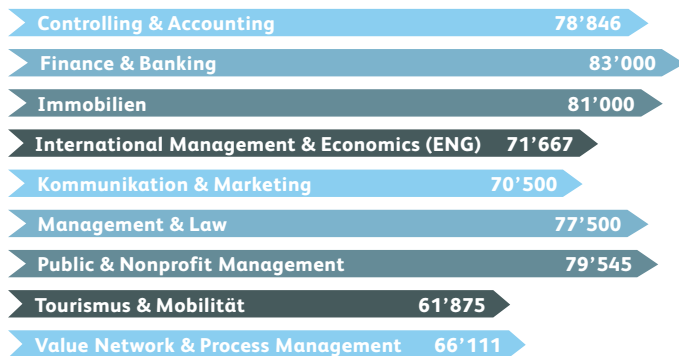 Controlling & Accounting 78’846
Finance & Banking 83’000
Immobilien 81’000
International Management & Economics (ENG) 71’667
Kommunikation & Marketing 70’500
Management & Law 77’500
Public & Nonprofit Management 79’545
Tourismus & Mobilität 61’875
Value Network & Process Management 66’111